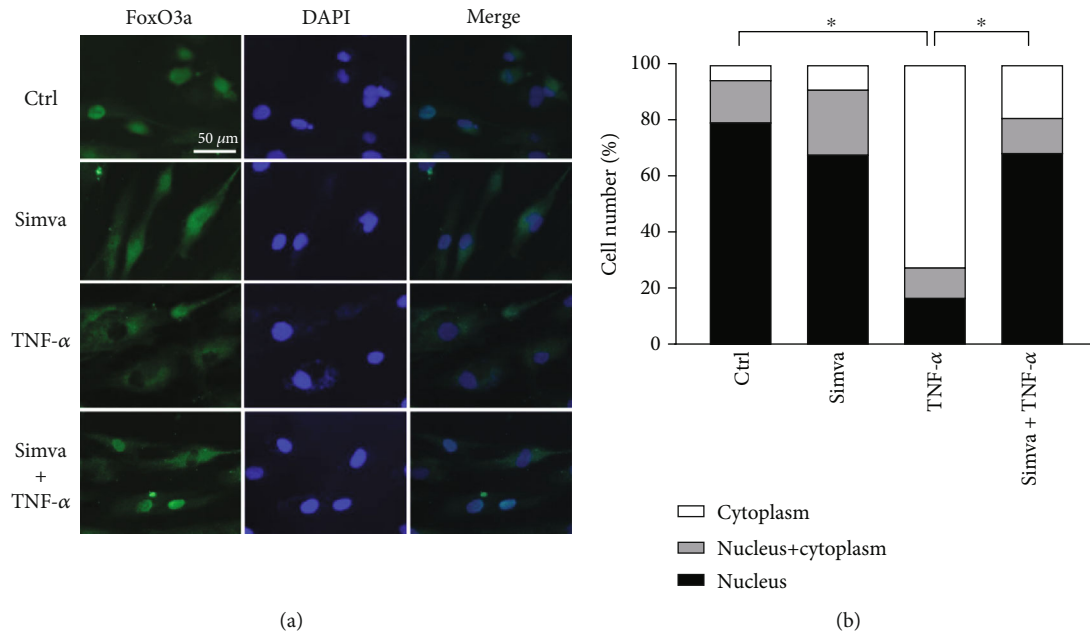 FoxO3a DAPI Merge
Ctrl
50 μm
Simva
TNF-α
Simva
+
TNF-α
(a)
* *
100
80
60
40
20
0
Cell number (%)
Ctrl
Simva
TNF-α
Simva + TNF-α
Cytoplasm
Nucleus+cytoplasm
Nucleus
(b)